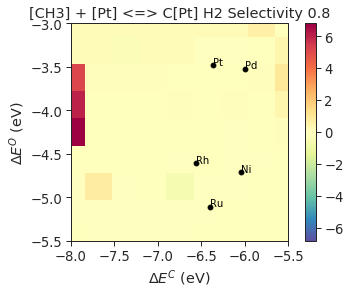 [CH3] + [Pt] <=> C[Pt] H2 Selectivity 0.8
−3.0
−3.5
−4.0
−4.5
−5.0
−5.5
ΔE^O (eV)
Pt
Pd
Rh
Ni
Ru
−8.0 −7.5 −7.0 −6.5 −6.0 −5.5
ΔE^C (eV)
6
4
2
0
−2
−4
−6